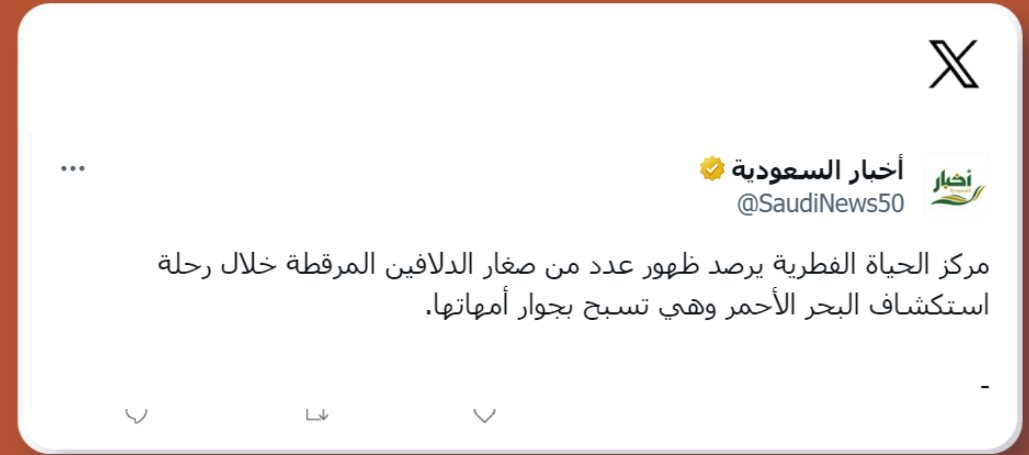 أخبار السعودية
@SaudiNews50
مركز الحياة الفطرية يرصد ظهور عدد من صغار الدلافين المرقطة خلال رحلة
استكشاف البحر الأحمر وهي تسبح بجوار أمهاتها.
-